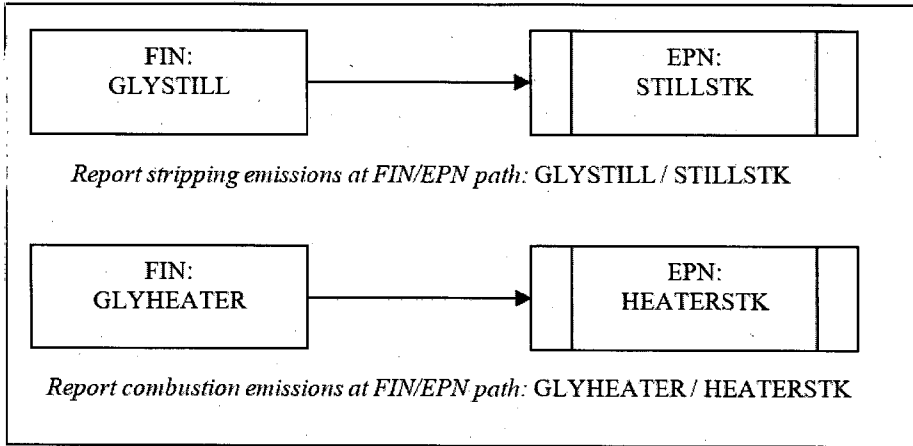 FIN:
GLYSTILL
EPN:
STILLSTK
Report stripping emissions at FIN/EPN path: GLYSTILL / STILLSTK
FIN:
GLYHEATER
EPN:
HEATERSTK
Report combustion emissions at FIN/EPN path: GLYHEATER / HEATERSTK